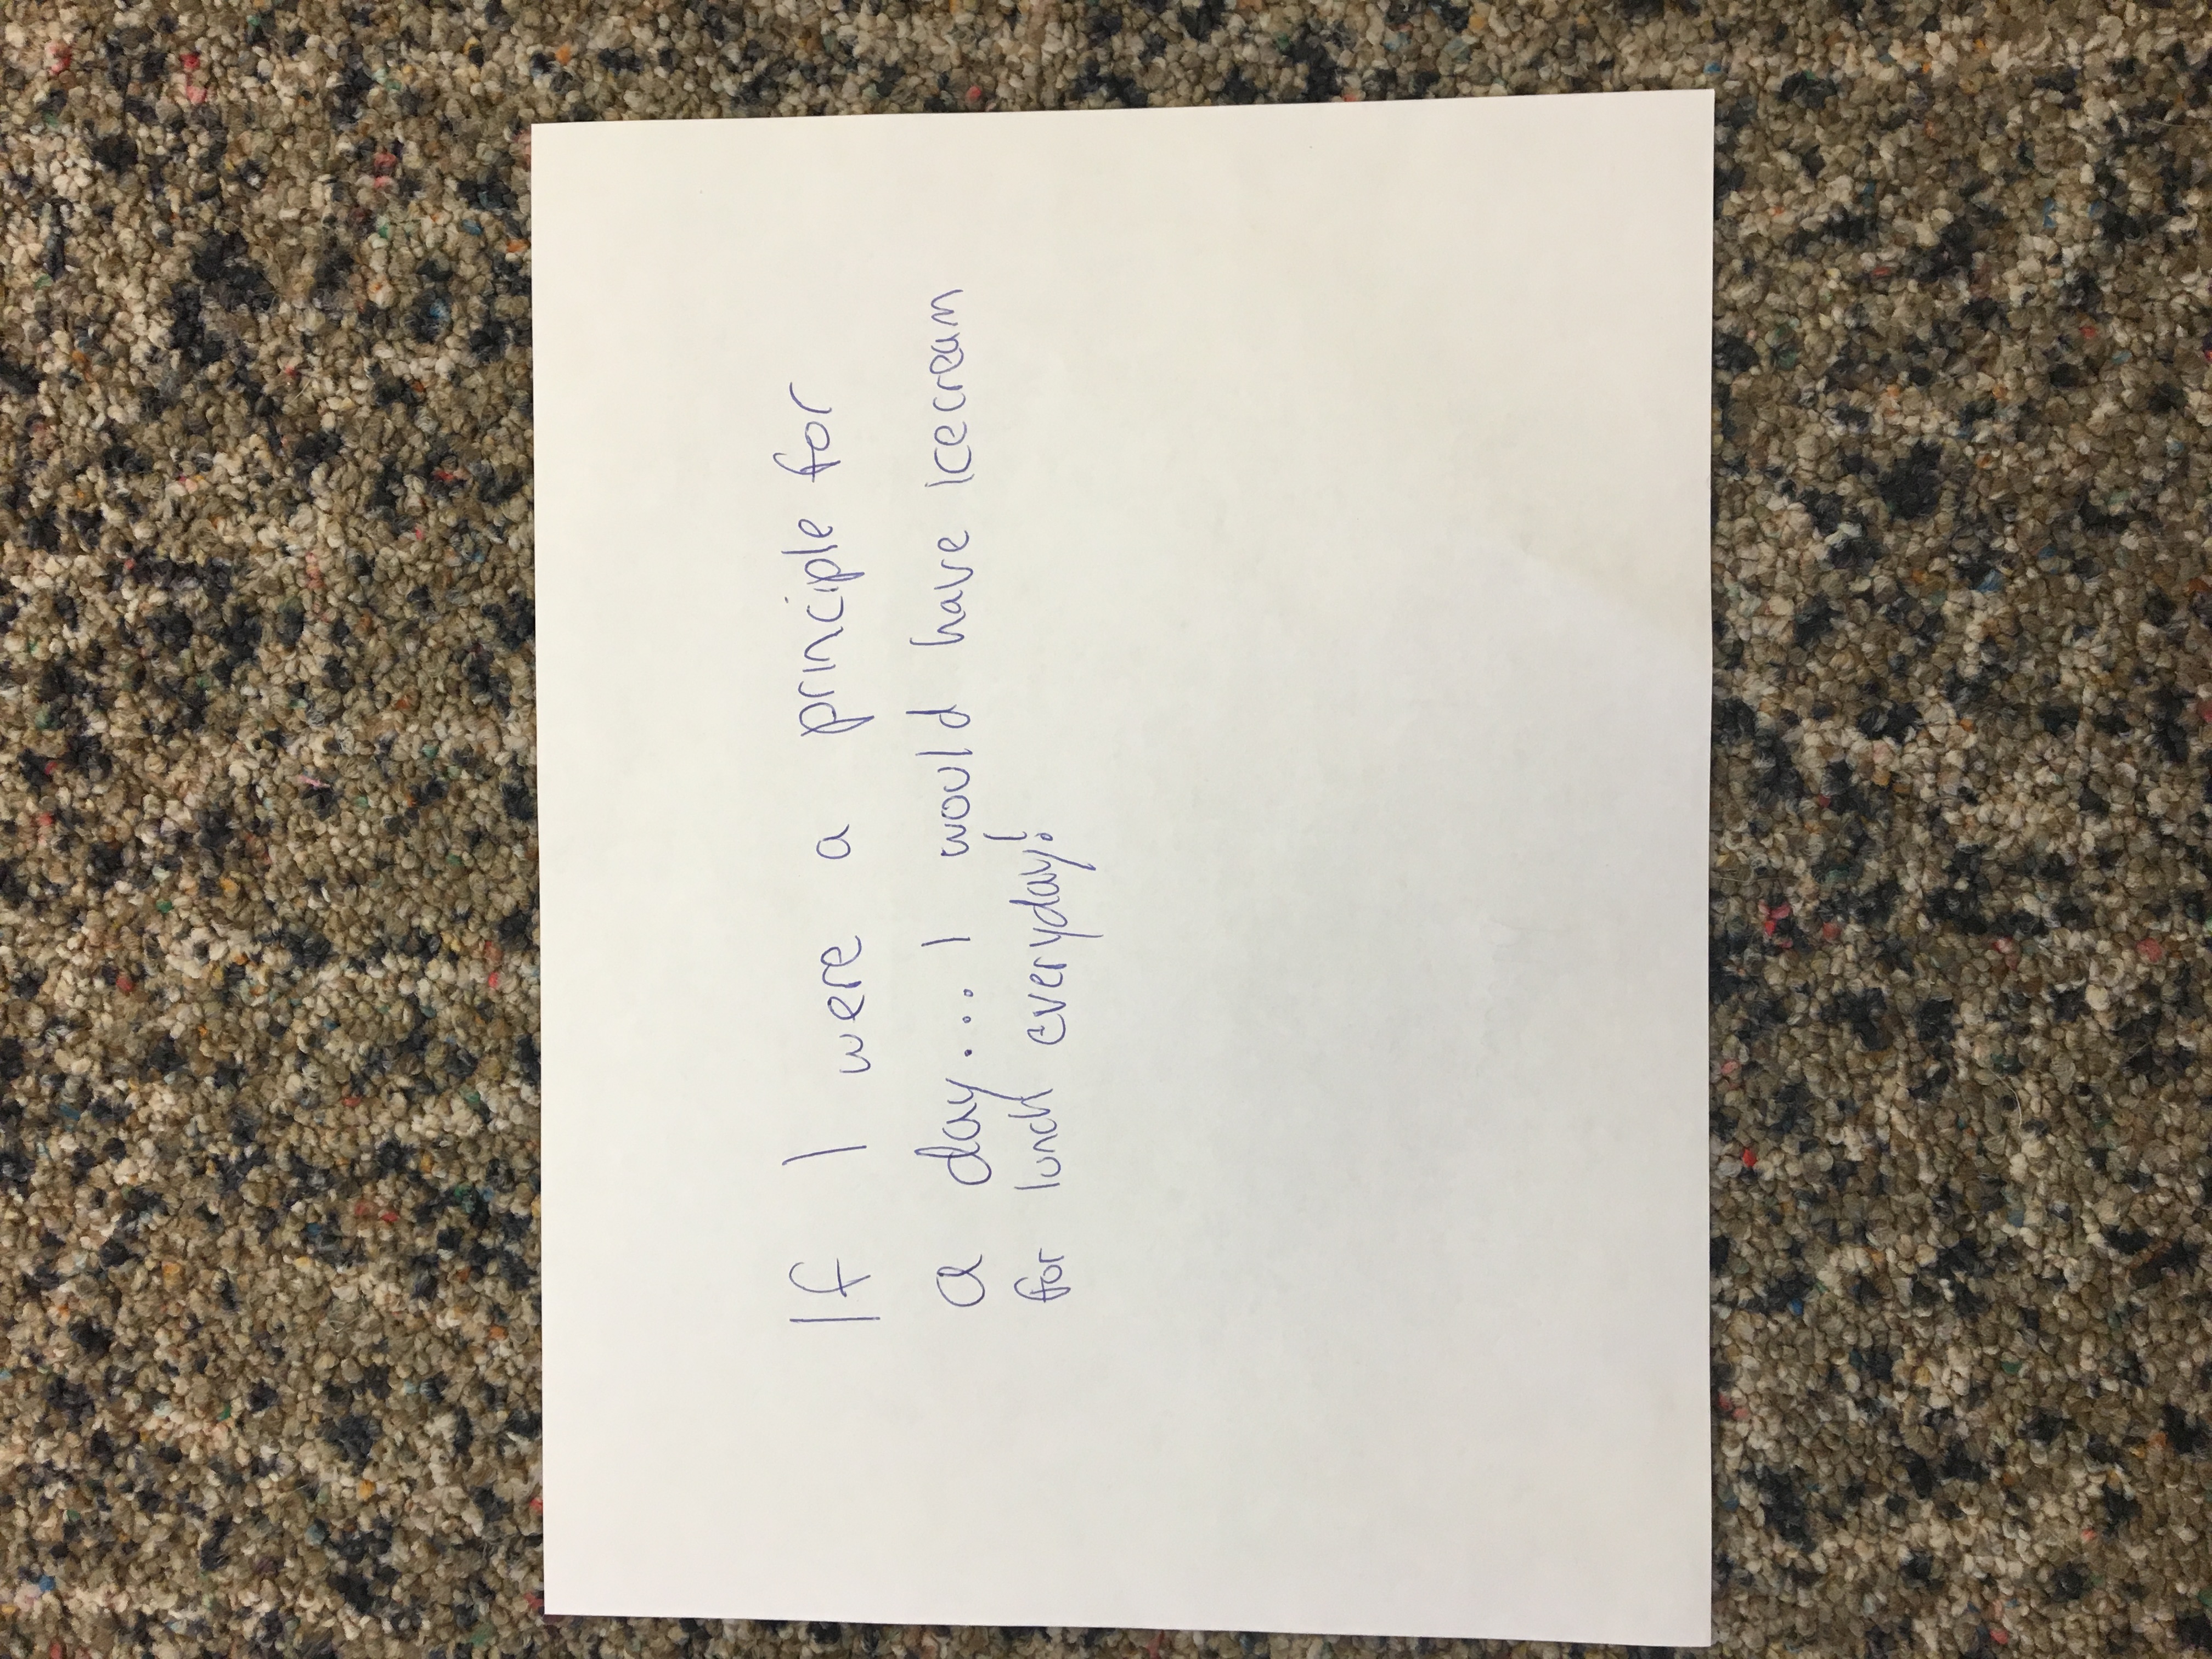 If I were a principle for
a day... I would have icecream
for lunch everyday!